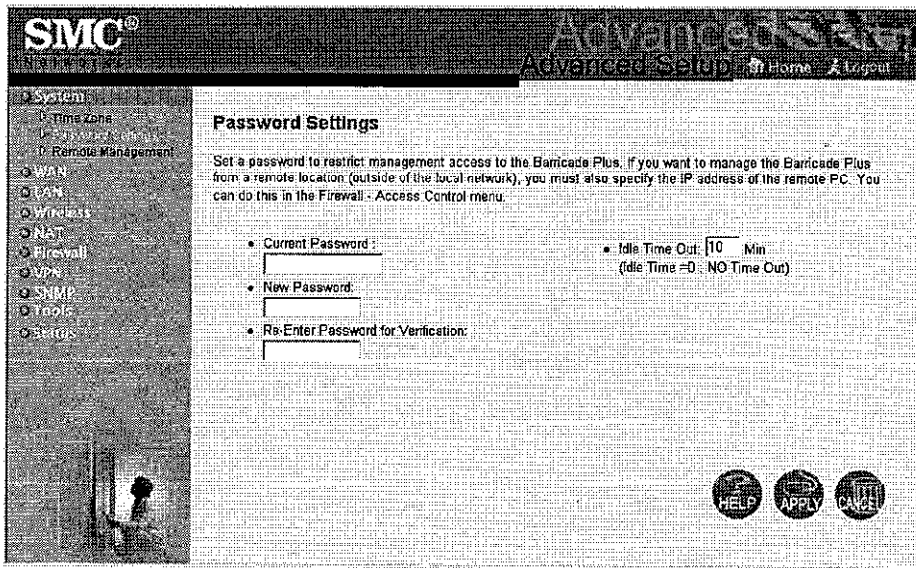 SMC®
Networks
Advanced Setup
Home
Logout
System
Time Zone
Password Settings
Remote Management
WAN
LAN
Wireless
NAT
Firewall
VPN
SNMP
Tools
Status
Password Settings
Set a password to restrict management access to the Barricade Plus. If you want to manage the Barricade Plus
from a remote location (outside of the local network), you must also specify the IP address of the remote PC. You
can do this in the Firewall - Access Control menu.
Current Password :
New Password:
Re-Enter Password for Verification:
Idle Time Out: 10 Min
(Idle Time =0 : NO Time Out)
HELP
APPLY
CANCEL